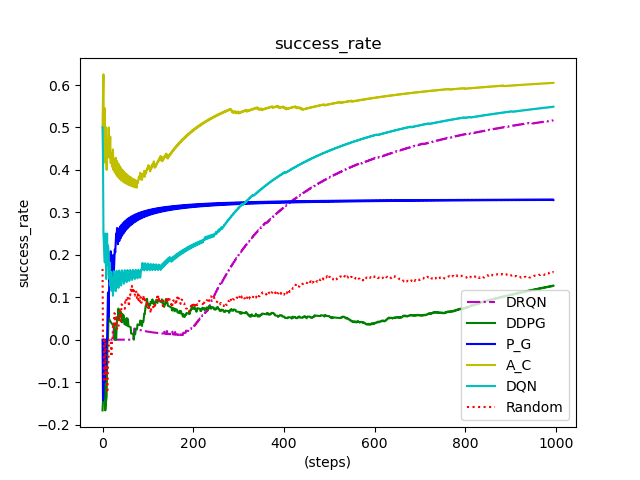 success_rate
success_rate
0.6
0.5
0.4
0.3
0.2
0.1
0.0
−0.1
−0.2
0
200
400
600
800
1000
(steps)
DRQN
DDPG
P_G
A_C
DQN
Random